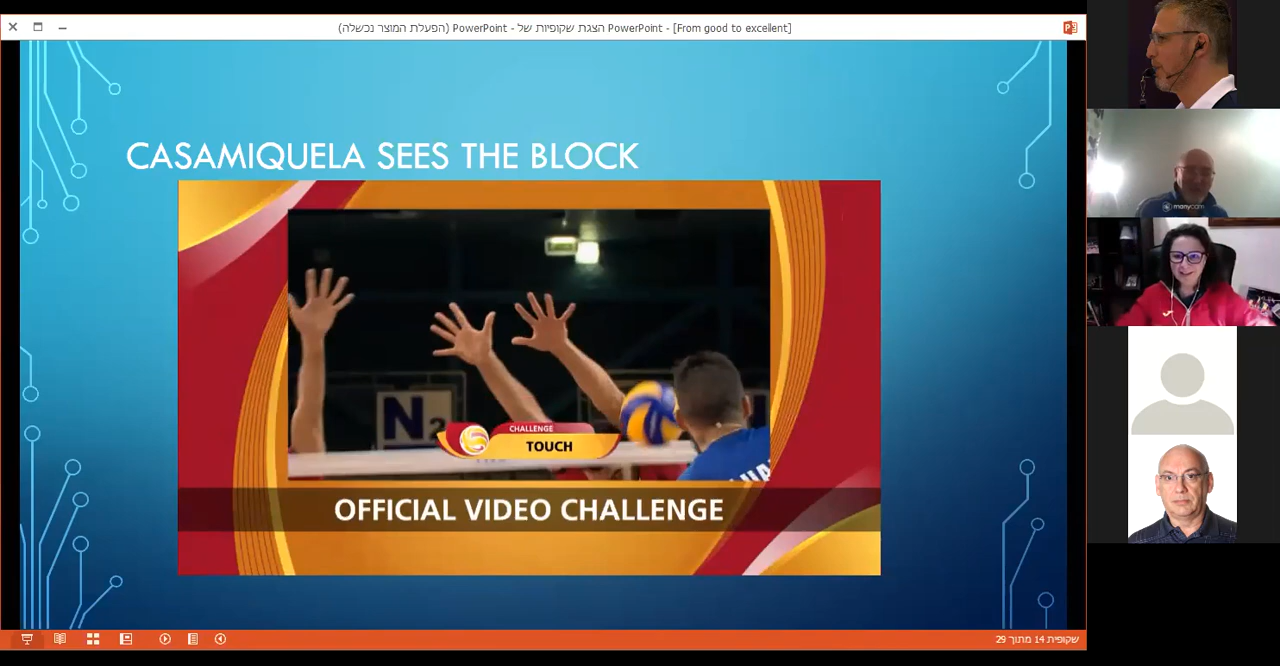 הצגת שקופיות של PowerPoint - [From good to excellent] - PowerPoint (הפעלת המוצר נכשלה)
CASAMIQUELA SEES THE BLOCK
N2
CHALLENGE
TOUCH
OFFICIAL VIDEO CHALLENGE
manycam
שקופית 14 מתוך 29